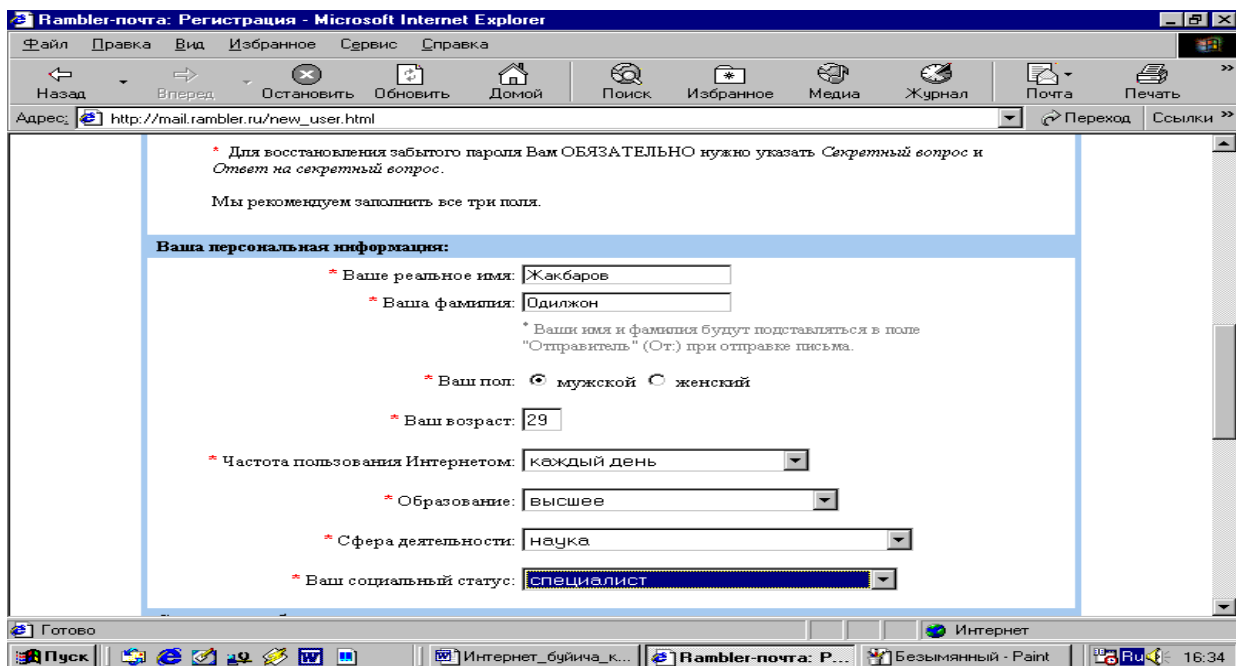 Rambler-почта: Регистрация - Microsoft Internet Explorer
Файл Правка Вид Избранное Сервис Справка
Назад Вперед Остановить Обновить Домой Поиск Избранное Медиа Журнал Почта Печать
Адрес: http://mail.rambler.ru/new_user.html Переход Ссылки
* Для восстановления забытого пароля Вам ОБЯЗАТЕЛЬНО нужно указать Секретный вопрос и
Ответ на секретный вопрос.
Мы рекомендуем заполнить все три поля.
Ваша персональная информация:
* Ваше реальное имя: Жакбаров
* Ваша фамилия: Одилжон
* Ваши имя и фамилия будут подставляться в поле
"Отправитель" (От:) при отправке письма.
* Ваш пол: мужской женский
* Ваш возраст: 29
* Частота пользования Интернетом: каждый день
* Образование: высшее
* Сфера деятельности: наука
* Ваш социальный статус: специалист
Готово Интернет
Пуск Интернет_буйича_к... Rambler-почта: Р... Безымянный - Paint Ru 16:34